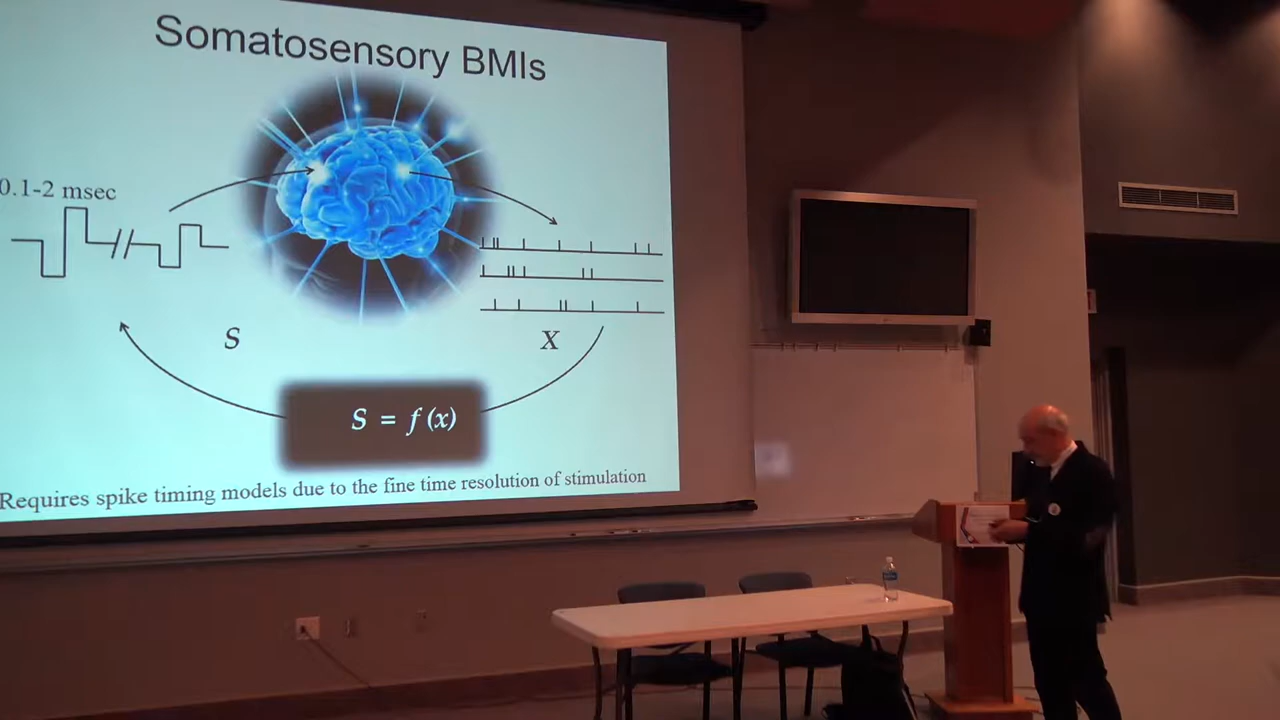 Somatosensory BMIs
0.1-2 msec
S
X
S = f(x)
Requires spike timing models due to the fine time resolution of stimulation